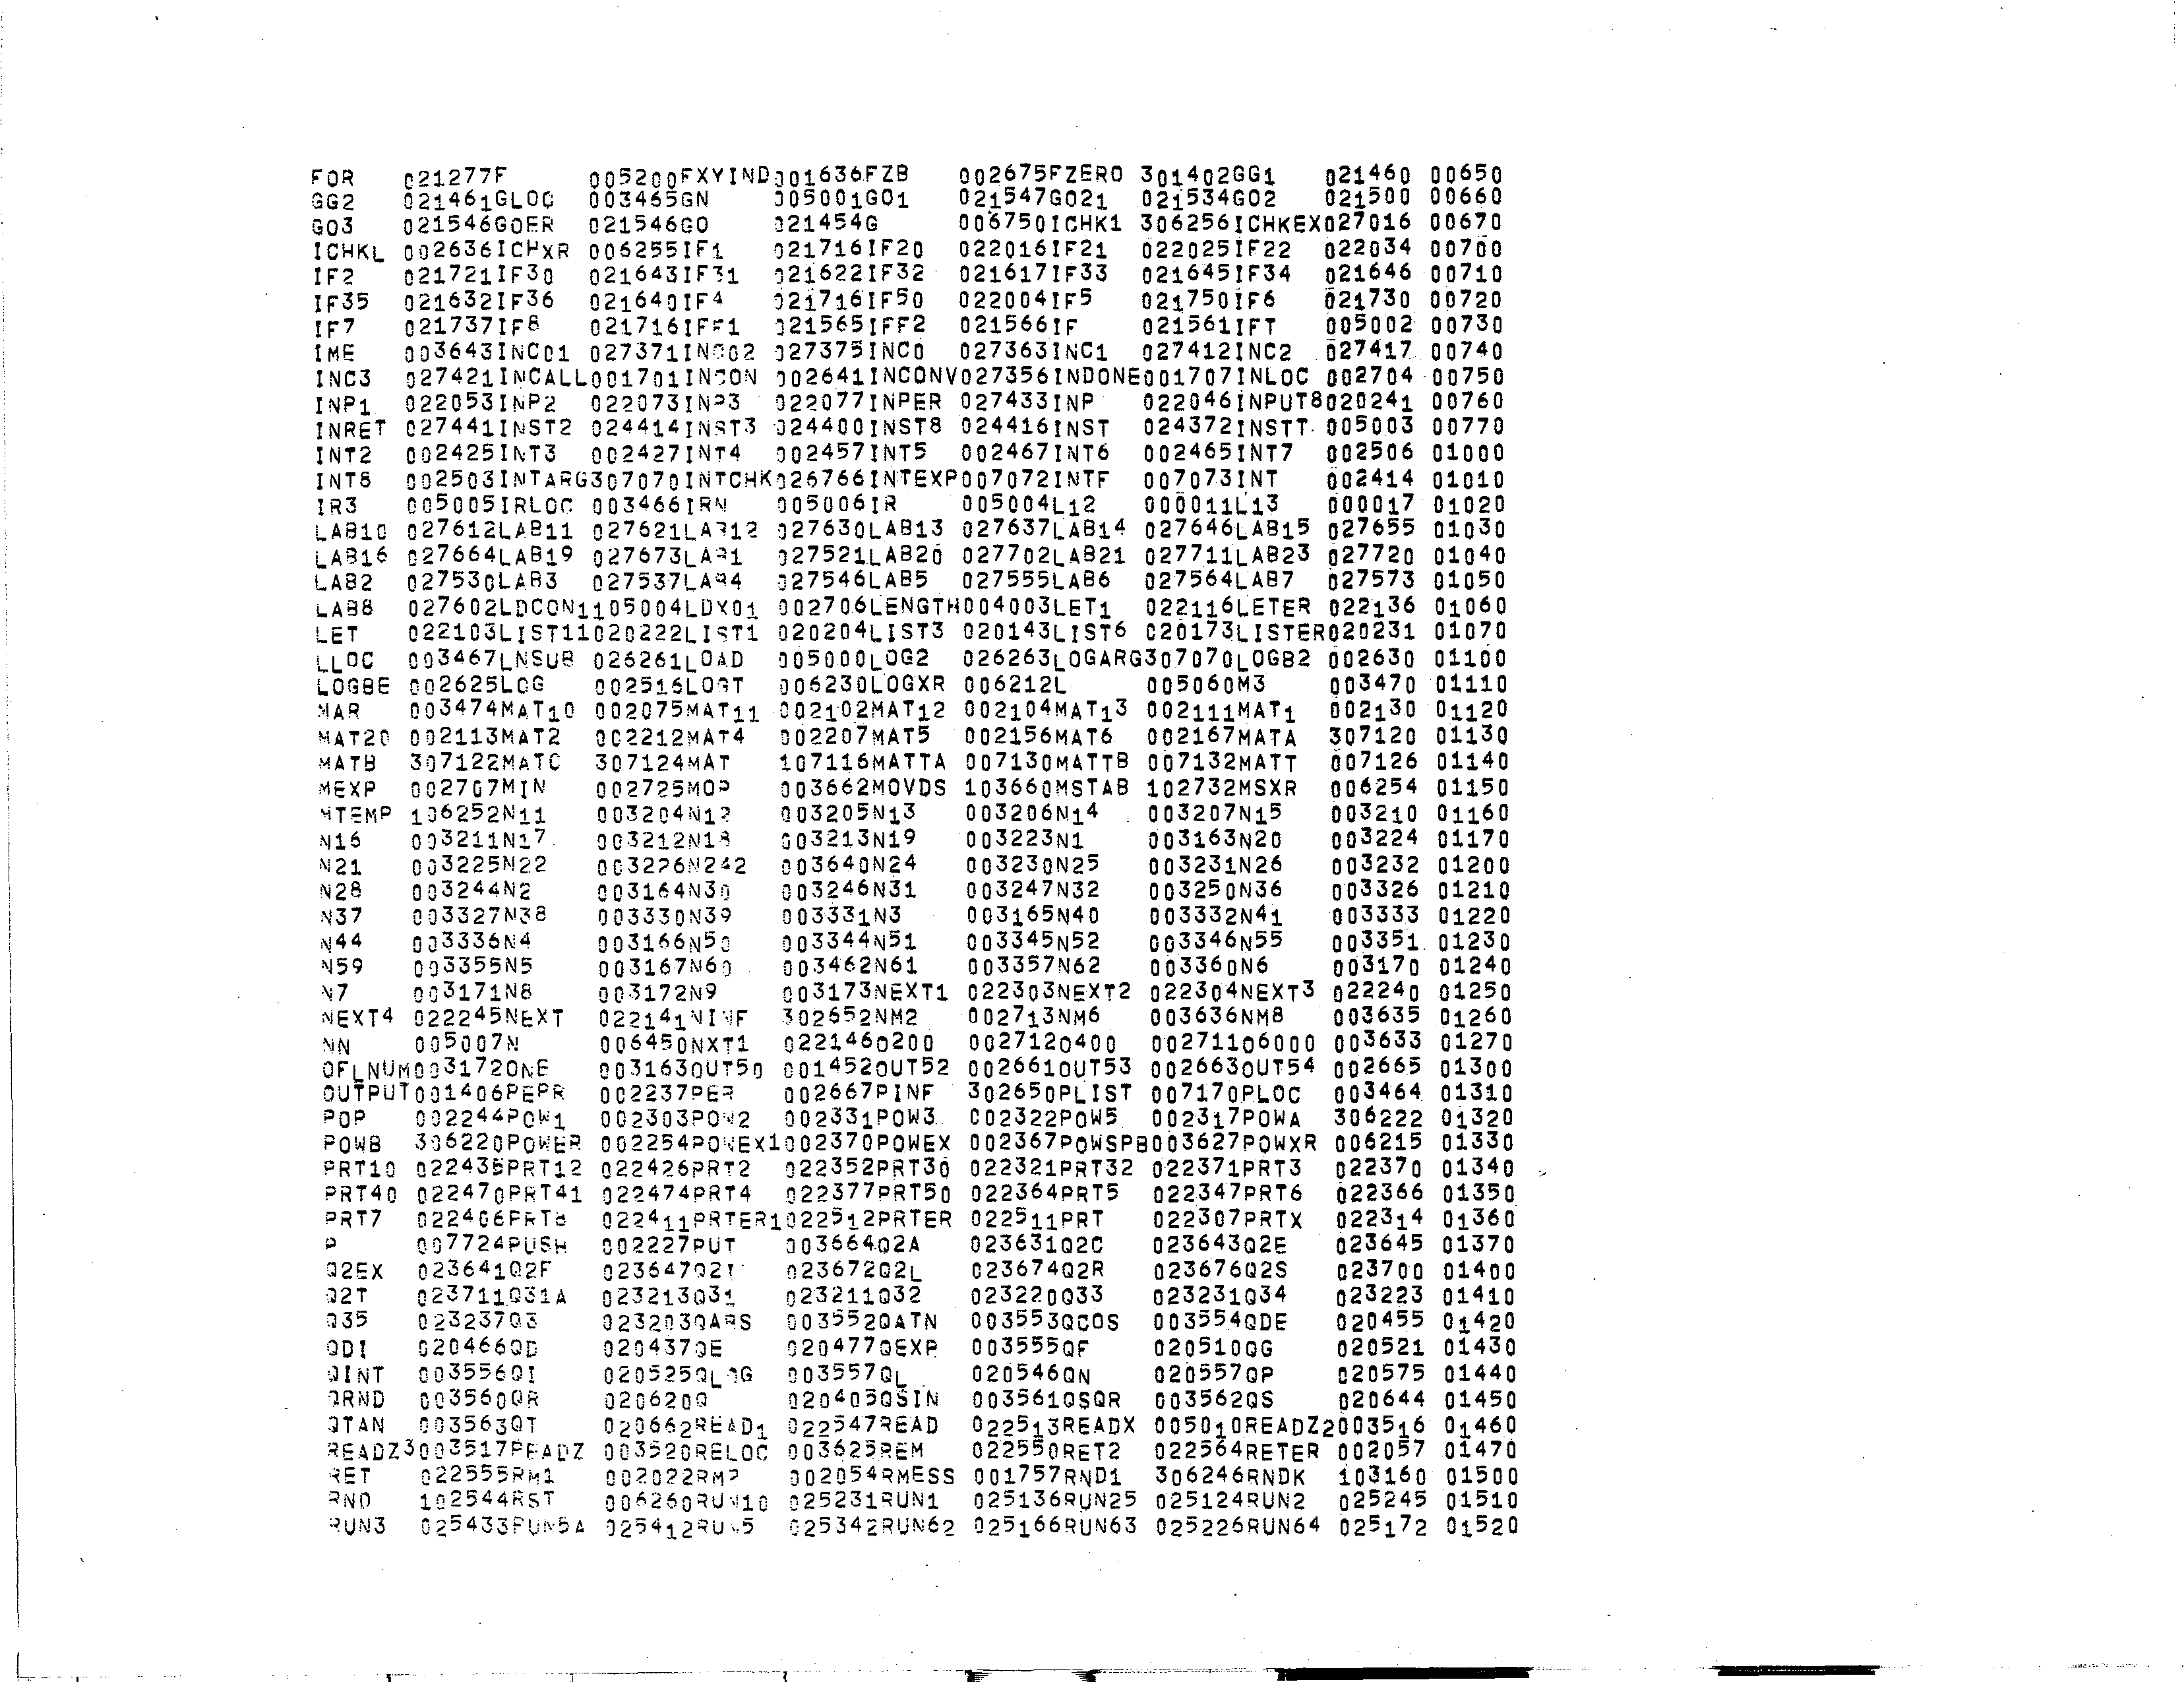 FOR    021277F      005200FXYIND301636FZB    002675FZERO 301402GG1    021460 00650
GG2    021461GLOC   003465GN     305001GO1    021547GO21  021534GO2    021500 00660
GO3    021546GOER   021546GO     021454G      006750ICHK1 306256ICHKEX027016 00670
ICHKL  002636ICHXR  006255IF1    021716IF20   022016IF21  022025IF22   022034 00700
IF2    021721IF30   021643IF31   021622IF32   021617IF33  021645IF34   021646 00710
IF35   021632IF36   021640IF4    021716IF50   022004IF5   021750IF6    021730 00720
IF7    021737IF8    021716IFF1   021565IFF2   021566IF    021561IFT    005002 00730
IME    003643INC01  027371INC02  027375INC0   027363INC1  027412INC2   027417 00740
INC3   027421INCALL001701INCON  002641INCONV027356INDONE001707INLOC  002704 00750
INP1   022053INP2   022073INP3   022077INPER  027433INP   022046INPUT8020241 00760
INRET  027441INST2  024414INST3  024400INST8  024416INST  024372INSTT  005003 00770
INT2   002425INT3   002427INT4   002457INT5   002467INT6  002465INT7   002506 01000
INT8   002503INTARG307070INTCHK026766INTEXP007072INTF   007073INT    002414 01010
IR3    005005IRLOC  003466IRN    005006IR     005004L12   000011L13    000017 01020
LAB10  027612LAB11  027621LAB12  027630LAB13  027637LAB14 027646LAB15  027655 01030
LAB16  027664LAB19  027673LAB1   027521LAB20  027702LAB21 027711LAB23  027720 01040
LAB2   027530LAB3   027537LAB4   027546LAB5   027555LAB6  027564LAB7   027573 01050
LAB8   027602LDCON1105004LDX01  002706LENGTH004003LET1   022116LETER  022136 01060
LET    022103LIST11020222LIST1  020204LIST3  020143LIST6  020173LISTER020231 01070
LLOC   003467LNSUB  026261LOAD   005000LOG2   026263LOGARG307070LOGB2  002630 01100
LOGBE  002625LOG    002516LOGT   006230LOGXR  006212L     005060M3     003470 01110
MAR    003474MAT10  002075MAT11  002102MAT12  002104MAT13 002111MAT1   002130 01120
MAT20  002113MAT2   002212MAT4   002207MAT5   002156MAT6  002167MATA   307120 01130
MATB   307122MATC   307124MAT    107116MATTA  007130MATTB 007132MATT   007126 01140
MEXP   002707MIN    002725MOP    003662MOVDS  103660MSTAB 102732MSXR   006254 01150
MTEMP  106252N11    003204N12    003205N13    003206N14   003207N15    003210 01160
N16    003211N17    003212N18    003213N19    003223N1    003163N20    003224 01170
N21    003225N22    003226N242   003640N24    003230N25   003231N26    003232 01200
N28    003244N2     003164N30    003246N31    003247N32   003250N36    003326 01210
N37    003327N38    003330N39    003331N3     003165N40   003332N41    003333 01220
N44    003336N4     003166N50    003344N51    003345N52   003346N55    003351 01230
N59    003355N5     003167N60    003462N61    003357N62   003360N6     003170 01240
N7     003171N8     003172N9     003173NEXT1  022303NEXT2 022304NEXT3  022240 01250
NEXT4  022245NEXT   022141NINF   302652NM2    002713NM6   003636NM8    003635 01260
NN     005007N      006450NXT1   022146O200   002712O400  002711O6000  003633 01270
OFLNUM003172ONE    003163OUT50  001452OUT52  002661OUT53 002663OUT54  002665 01300
OUTPUT001406PEPR   002237PER    002667PINF   302650PLIST 007170PLOC   003464 01310
POP    002244POW1   002303POW2   002331POW3   002322POW5  002317POWA   306222 01320
POWB   306220POWER  002254POWEX1002370POWEX  002367POWSPB003627POWXR  006215 01330
PRT10  022435PRT12  022426PRT2   022352PRT30  022321PRT32 022371PRT3   022370 01340
PRT40  022470PRT41  022474PRT4   022377PRT50  022364PRT5  022347PRT6   022366 01350
PRT7   022406PRT8   022411PRTER1022512PRTER  022511PRT   022307PRTX   022314 01360
P      007724PUSH   002227PUT    003664Q2A    023631Q2C   023643Q2E    023645 01370
Q2EX   023641Q2F    023647Q2I    023672Q2L    023674Q2R   023676Q2S    023700 01400
Q2T    023711Q31A   023213Q31    023211Q32    023220Q33   023231Q34    023223 01410
Q35    023237Q3     023203QARS   003552QATN   003553QCOS  003554QDE    020455 01420
QDI    020466QD     020437QE     020477QEXP   003555QF    020510QG     020521 01430
QINT   003556QI     020525QLOG   003557QL     020546QN    020557QP     020575 01440
QRND   003560QR     020620Q      020405QSIN   003561QSQR  003562QS     020644 01450
QTAN   003563QT     020662READ1  022547READ   022513READX 005010READZ2003516 01460
READZ3003517READZ  003520RELOC  003625REM    022550RET2  022564RETER  002057 01470
RET    022555RM1    002022RM2    002054RMESS  001757RND1  306246RNDK   103160 01500
RND    102544RST    006260RUN10  025231RUN1   025136RUN25 025124RUN2   025245 01510
RUN3   025433RUN5A  025412RUN5   025342RUN62  025166RUN63 025226RUN64  025172 01520